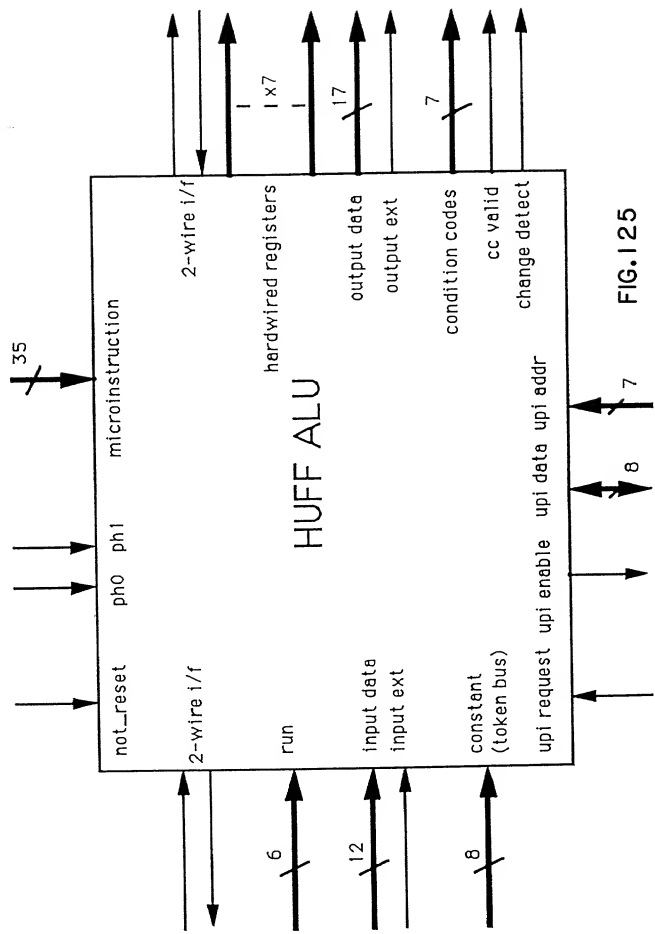 35
not_reset
ph0
ph1
microinstruction
2-wire i/f
2-wire i/f
run
6
hardwired registers
1x7
HUFF ALU
input data
12
input ext
output data
17
output ext
constant
(token bus)
8
condition codes
7
cc valid
change detect
upi request
upi enable
upi data
upi addr
8
7
FIG.125